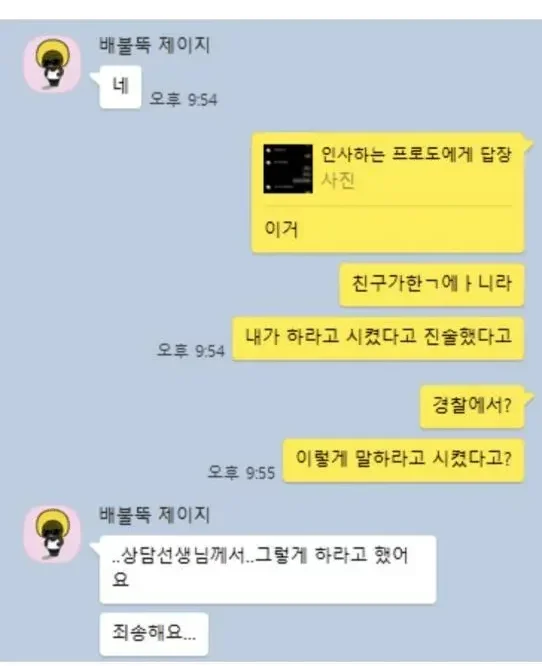 배불뚝 제이지
네
오후 9:54
인사하는 프로도에게 답장
사진
이거
친구가한ㄱ에ㅏ니라
내가 하라고 시켰다고 진술했다고
오후 9:54
경찰에서?
이렇게 말하라고 시켰다고?
오후 9:55
배불뚝 제이지
..상담선생님께서..그렇게 하라고 했어
요
죄송해요...